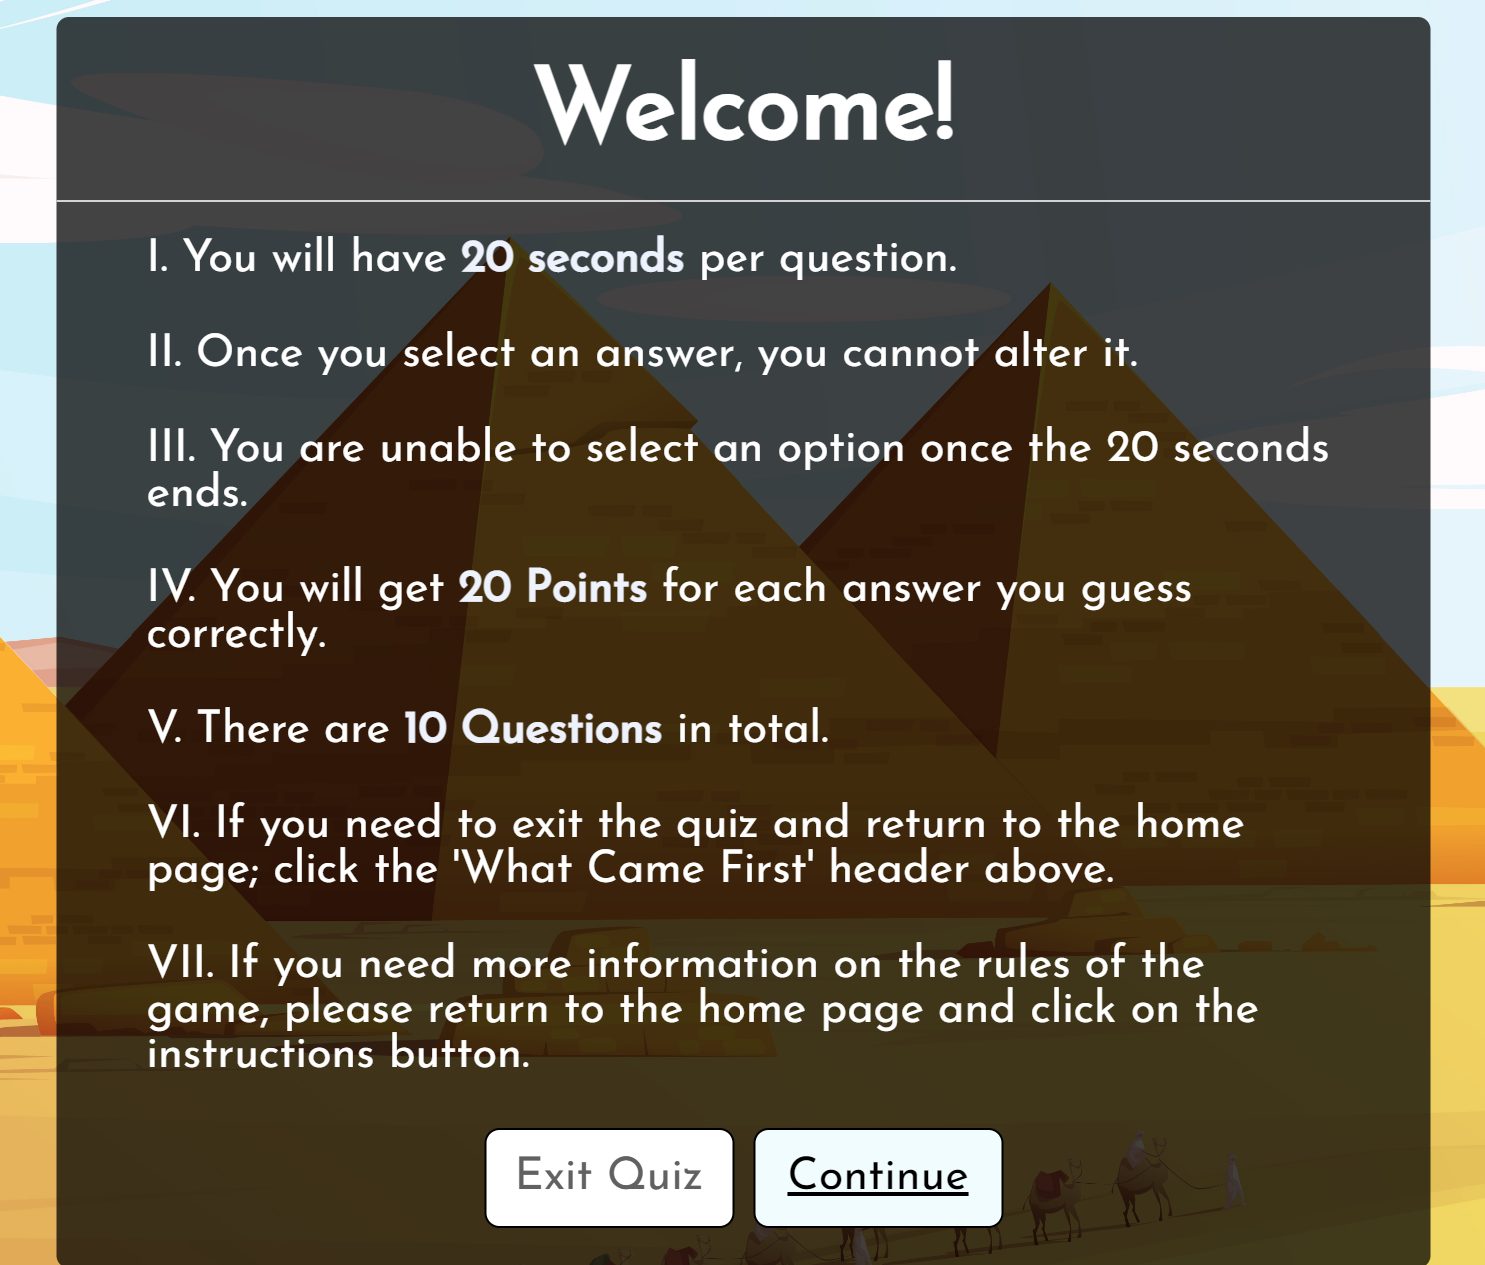 Welcome!
I. You will have 20 seconds per question.
II. Once you select an answer, you cannot alter it.
III. You are unable to select an option once the 20 seconds
ends.
IV. You will get 20 Points for each answer you guess
correctly.
V. There are 10 Questions in total.
VI. If you need to exit the quiz and return to the home
page; click the 'What Came First' header above.
VII. If you need more information on the rules of the
game, please return to the home page and click on the
instructions button.
Exit Quiz
Continue